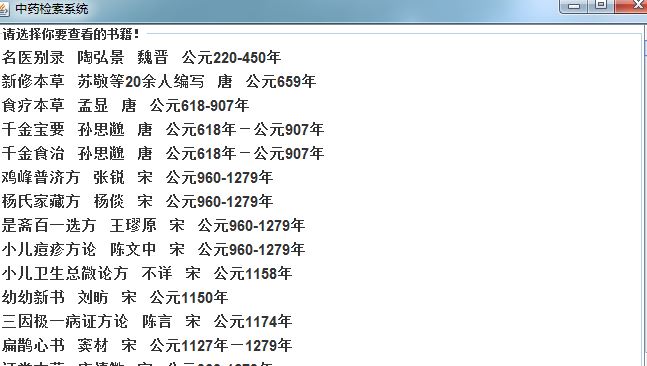 中药检索系统
请选择你要查看的书籍！
名医别录 陶弘景 魏晋 公元220-450年
新修本草 苏敬等20余人编写 唐 公元659年
食疗本草 孟显 唐 公元618-907年
千金宝要 孙思邈 唐 公元618年－公元907年
千金食治 孙思邈 唐 公元618年－公元907年
鸡峰普济方 张锐 宋 公元960-1279年
杨氏家藏方 杨倓 宋 公元960-1279年
是斋百一选方 王璆原 宋 公元960-1279年
小儿痘疹方论 陈文中 宋 公元960-1279年
小儿卫生总微论方 不详 宋 公元1158年
幼幼新书 刘昉 宋 公元1150年
三因极一病证方论 陈言 宋 公元1174年
扁鹊心书 窦材 宋 公元1127年－1279年